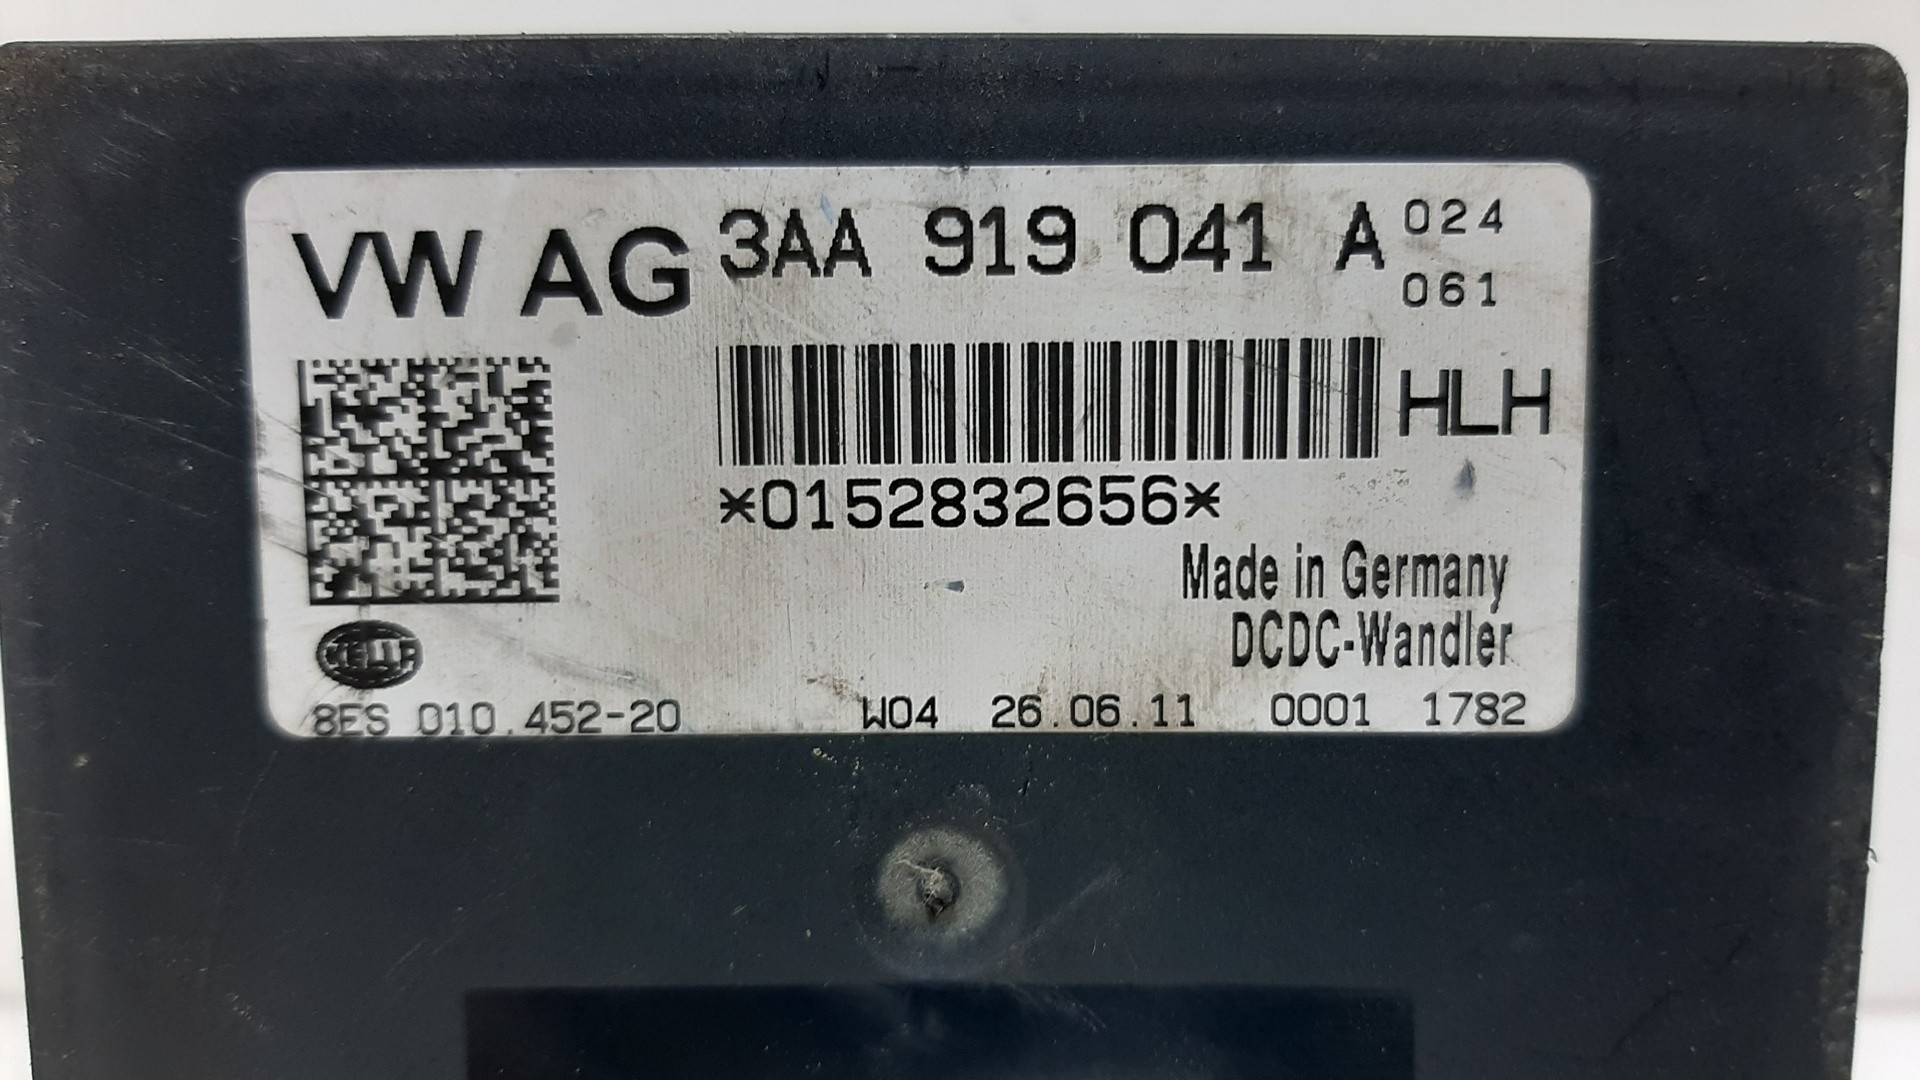 VW AG 3AA 919 041 A 024
061
HLH
*0152832656*
Made in Germany
DCDC-Wandler
HELLA
8ES 010.452-20 W04 26.06.11 0001 1782